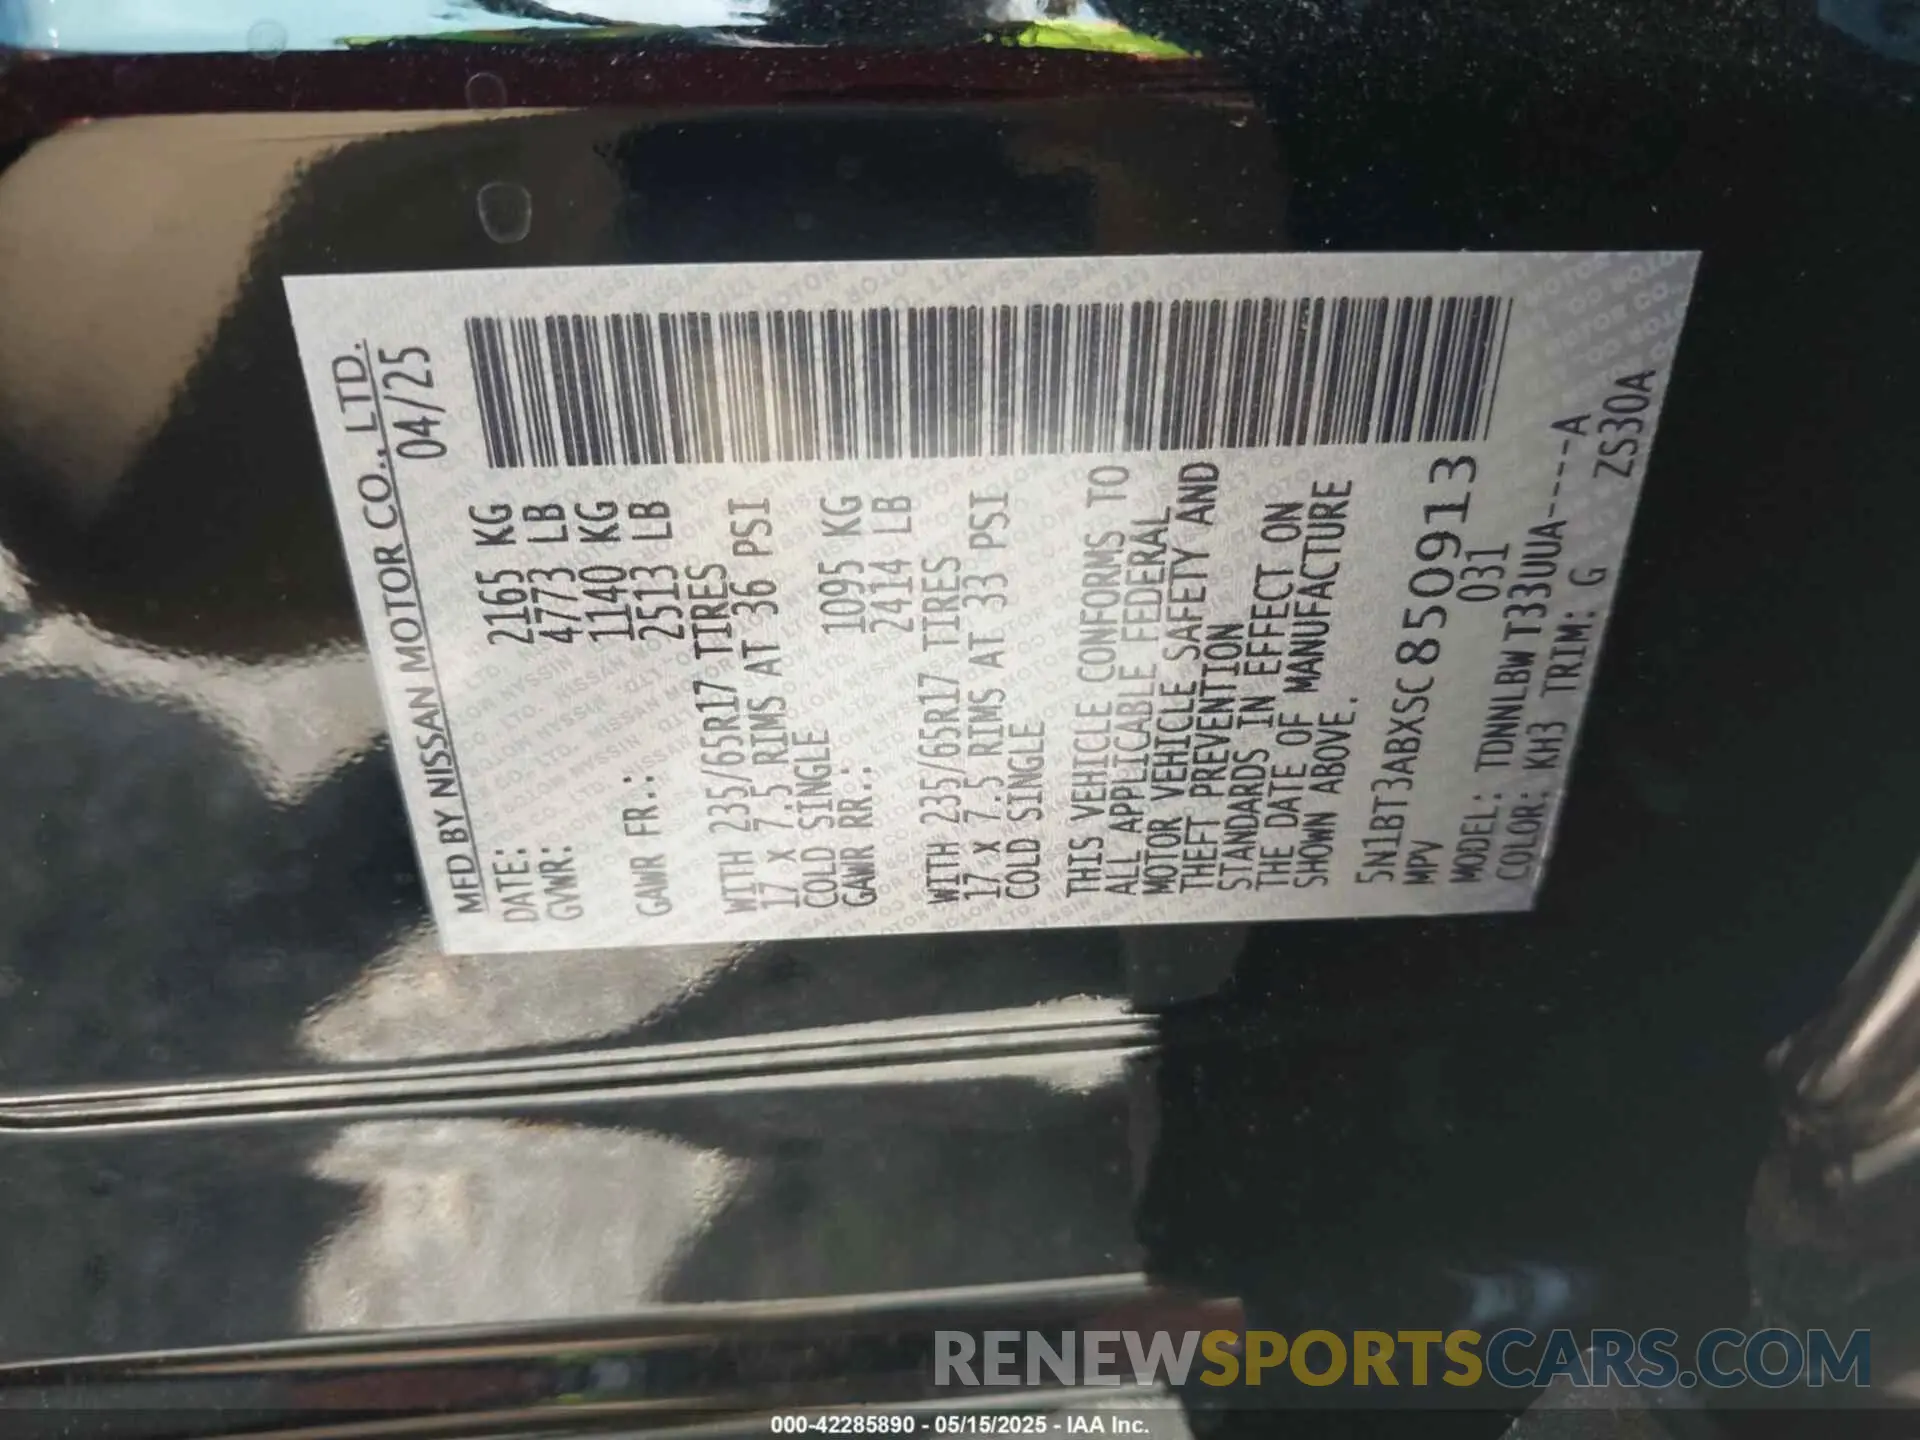 MFD BY NISSAN MOTOR CO., LTD.
DATE: 04/25
GVWR: 2165 KG
4773 LB
1140 KG
GAWR FR.: 2513 LB
WITH 235/65R17 TIRES
17 X 7.5 RIMS AT 36 PSI
COLD SINGLE
GAWR RR.: 1095 KG
2414 LB
WITH 235/65R17 TIRES
17 X 7.5 RIMS AT 33 PSI
COLD SINGLE
THIS VEHICLE CONFORMS TO
ALL APPLICABLE FEDERAL
MOTOR VEHICLE SAFETY AND
THEFT PREVENTION
STANDARDS IN EFFECT ON
THE DATE OF MANUFACTURE
SHOWN ABOVE.
5N1BT3ABXSC850913
MPV 031
MODEL: TDNNLBW T33UUA----A
COLOR: KH3 TRIM: G ZS30A
RENEWSPORTSCARS.COM
000-42285890 - 05/15/2025 - IAA Inc.